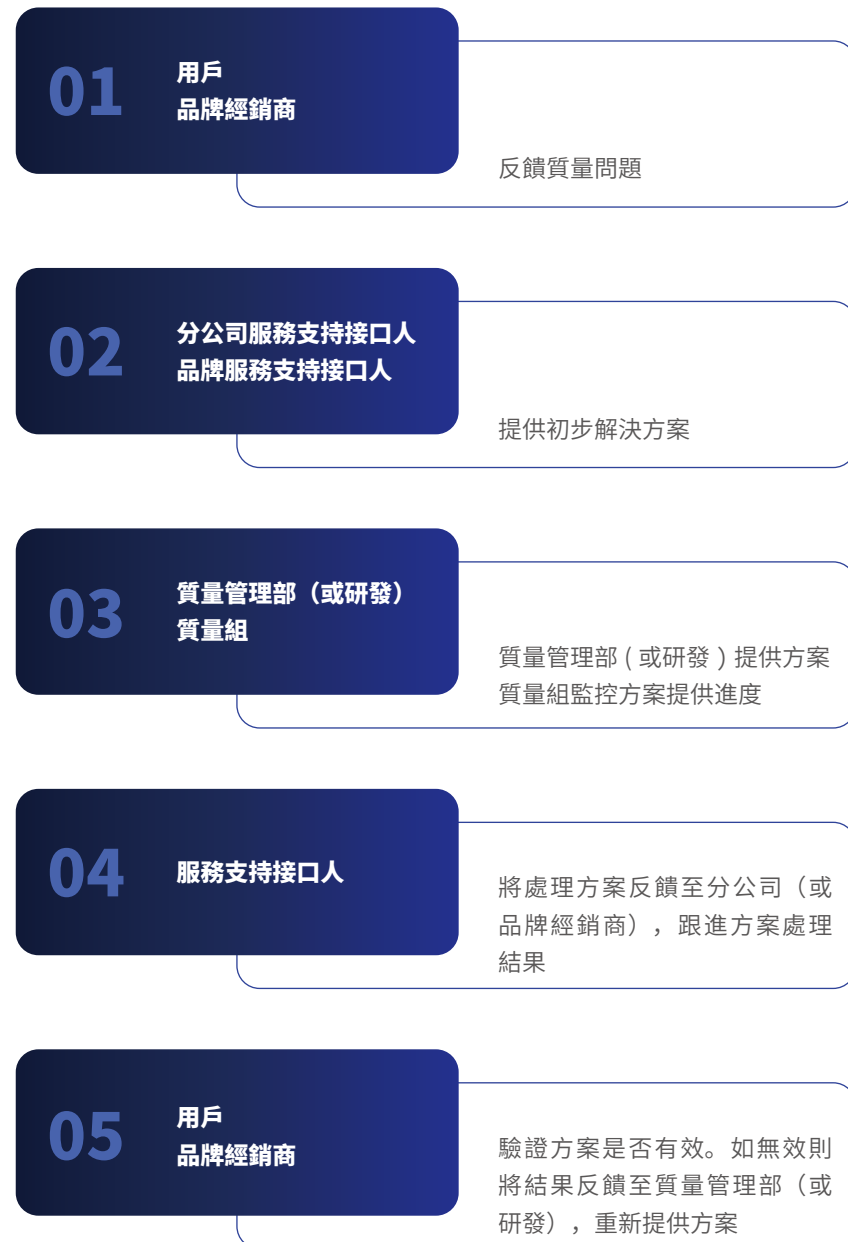 01
用戶
品牌經銷商
反饋質量問題
02
分公司服務支持接口人
品牌服務支持接口人
提供初步解決方案
03
質量管理部（或研發）
質量組
質量管理部 ( 或研發 ) 提供方案
質量組監控方案提供進度
04
服務支持接口人
將處理方案反饋至分公司（或
品牌經銷商），跟進方案處理
結果
05
用戶
品牌經銷商
驗證方案是否有效。如無效則
將結果反饋至質量管理部（或
研發），重新提供方案